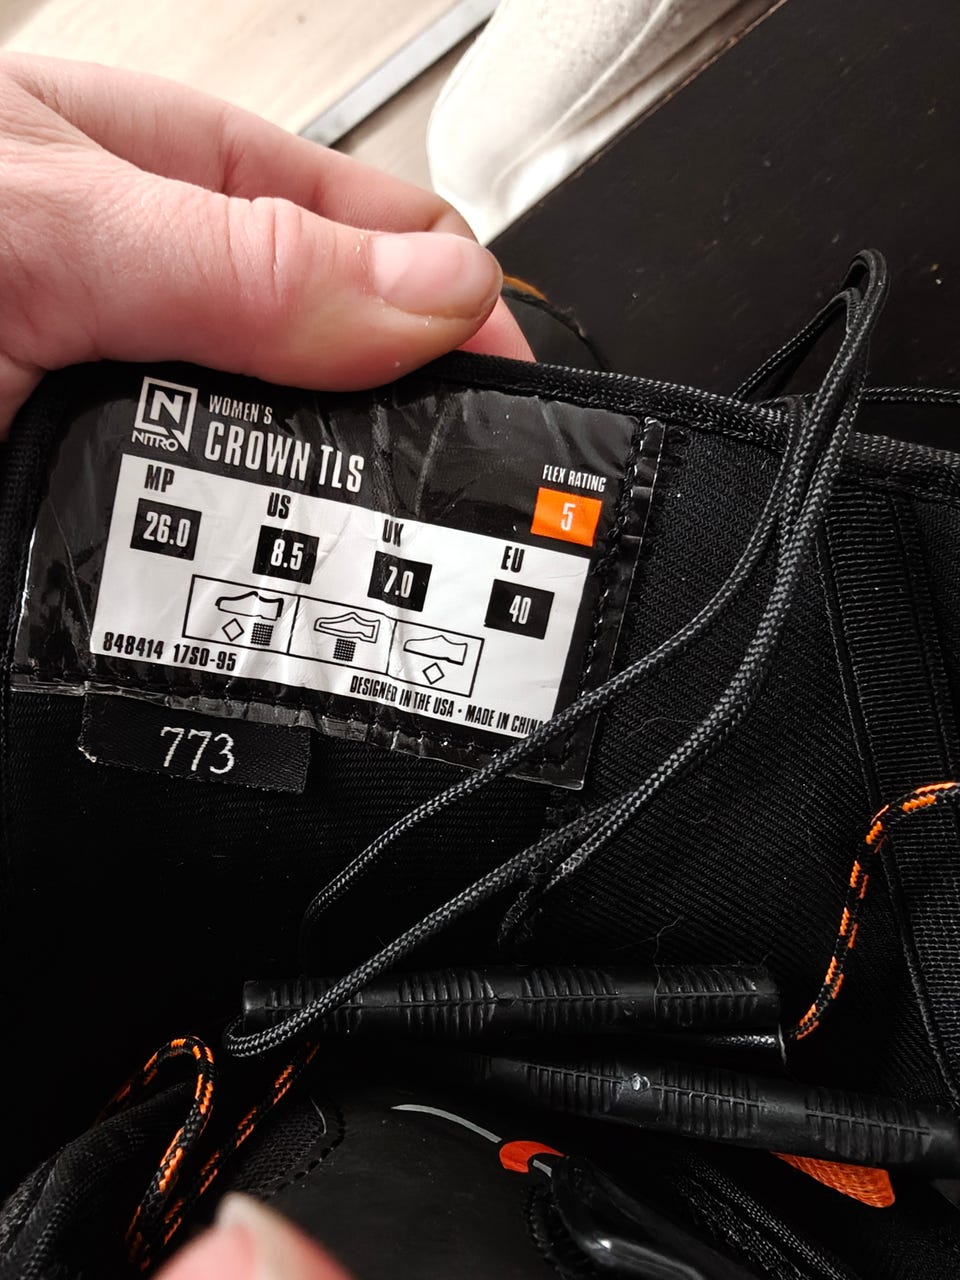 N
NITRO
WOMEN'S
CROWN TLS
FLEX RATING
5
MP US UK EU
26.0 8.5 7.0 40
848414 17SO-95
DESIGNED IN THE USA • MADE IN CHINA
773